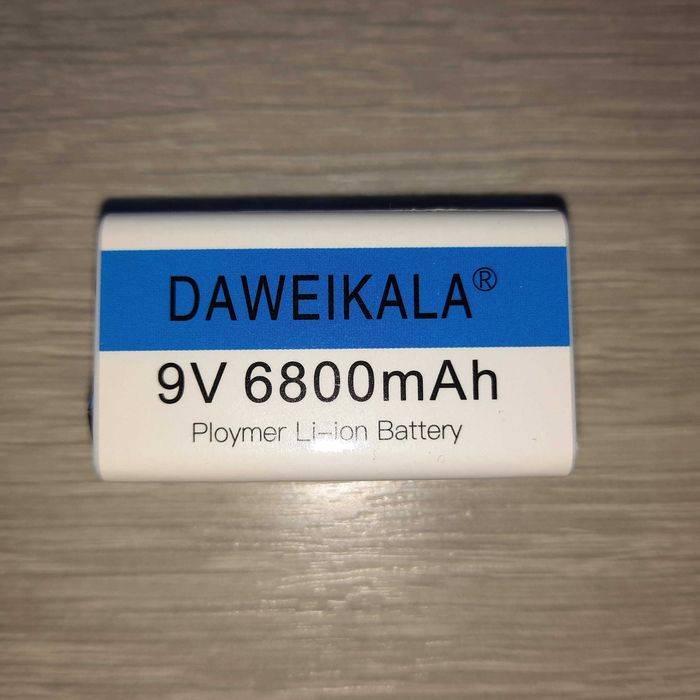 DAWEIKALA®
9V 6800mAh
Ploymer Li-ion Battery